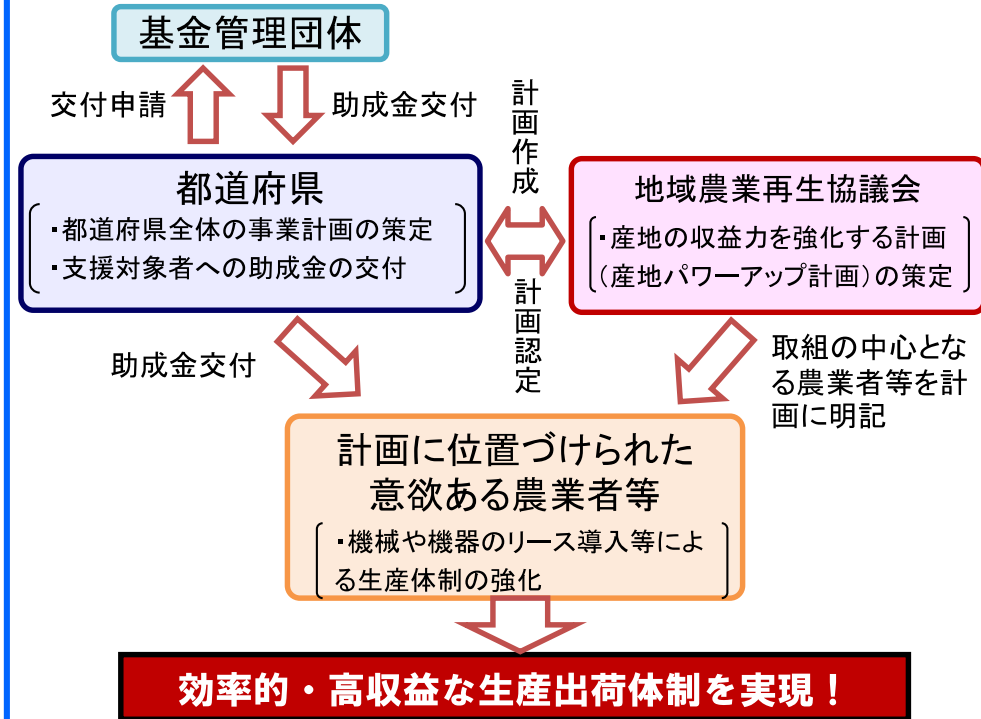 基金管理団体
交付申請
助成金交付
計画作成
都道府県
・都道府県全体の事業計画の策定
・支援対象者への助成金の交付
地域農業再生協議会
・産地の収益力を強化する計画
（産地パワーアップ計画）の策定
計画認定
助成金交付
取組の中心とな
る農業者等を計
画に明記
計画に位置づけられた
意欲ある農業者等
・機械や機器のリース導入等によ
る生産体制の強化
効率的・高収益な生産出荷体制を実現！